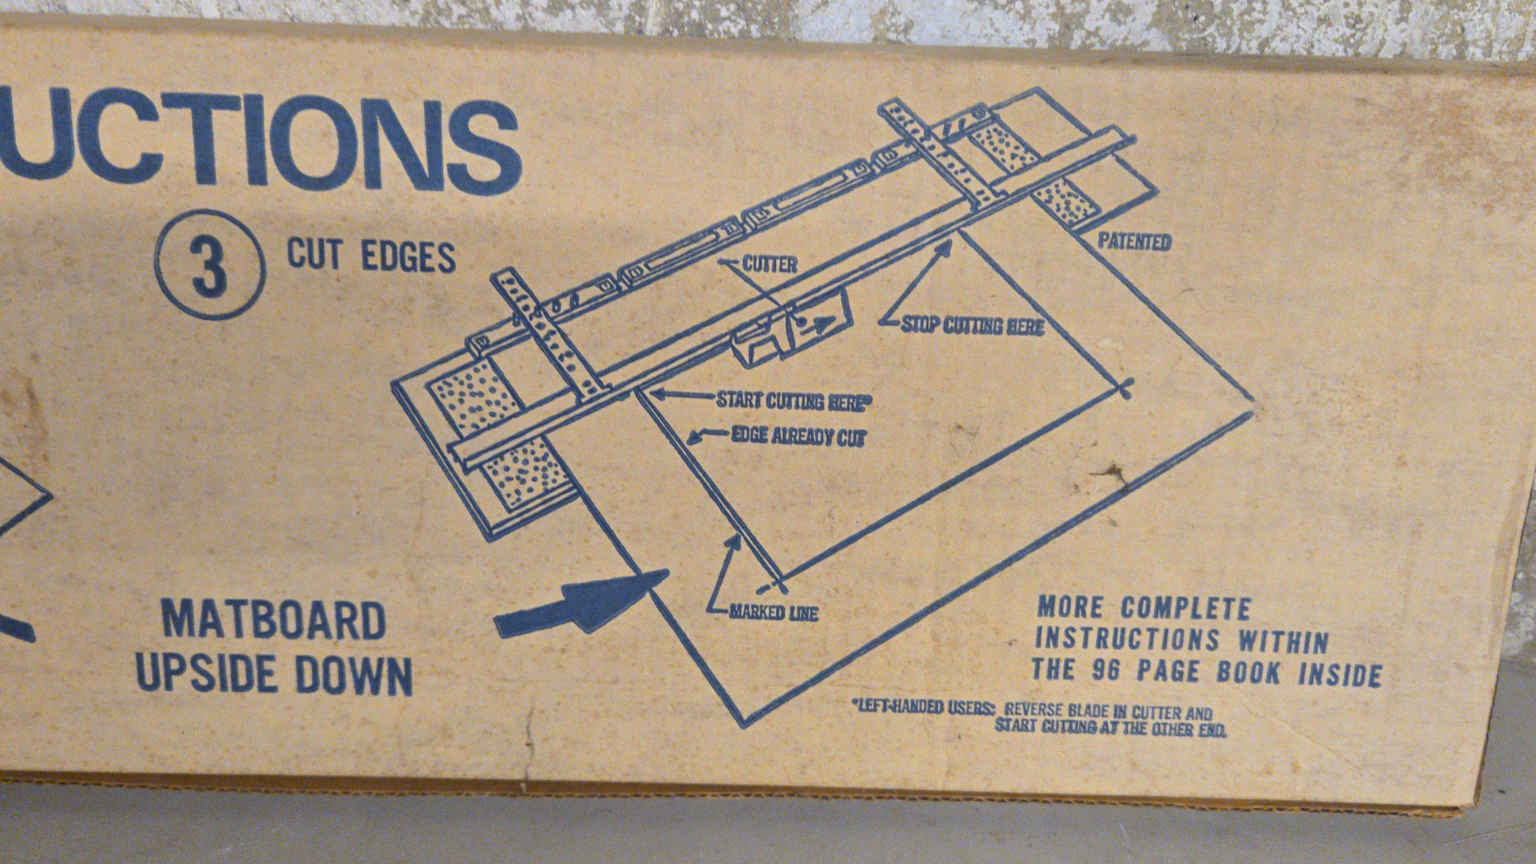 UCTIONS
3 CUT EDGES
CUTTER
PATENTED
STOP CUTTING HERE
START CUTTING HERE*
EDGE ALREADY CUT
MARKED LINE
MATBOARD
UPSIDE DOWN
MORE COMPLETE
INSTRUCTIONS WITHIN
THE 96 PAGE BOOK INSIDE
*LEFT-HANDED USERS: REVERSE BLADE IN CUTTER AND
START CUTTING AT THE OTHER END.